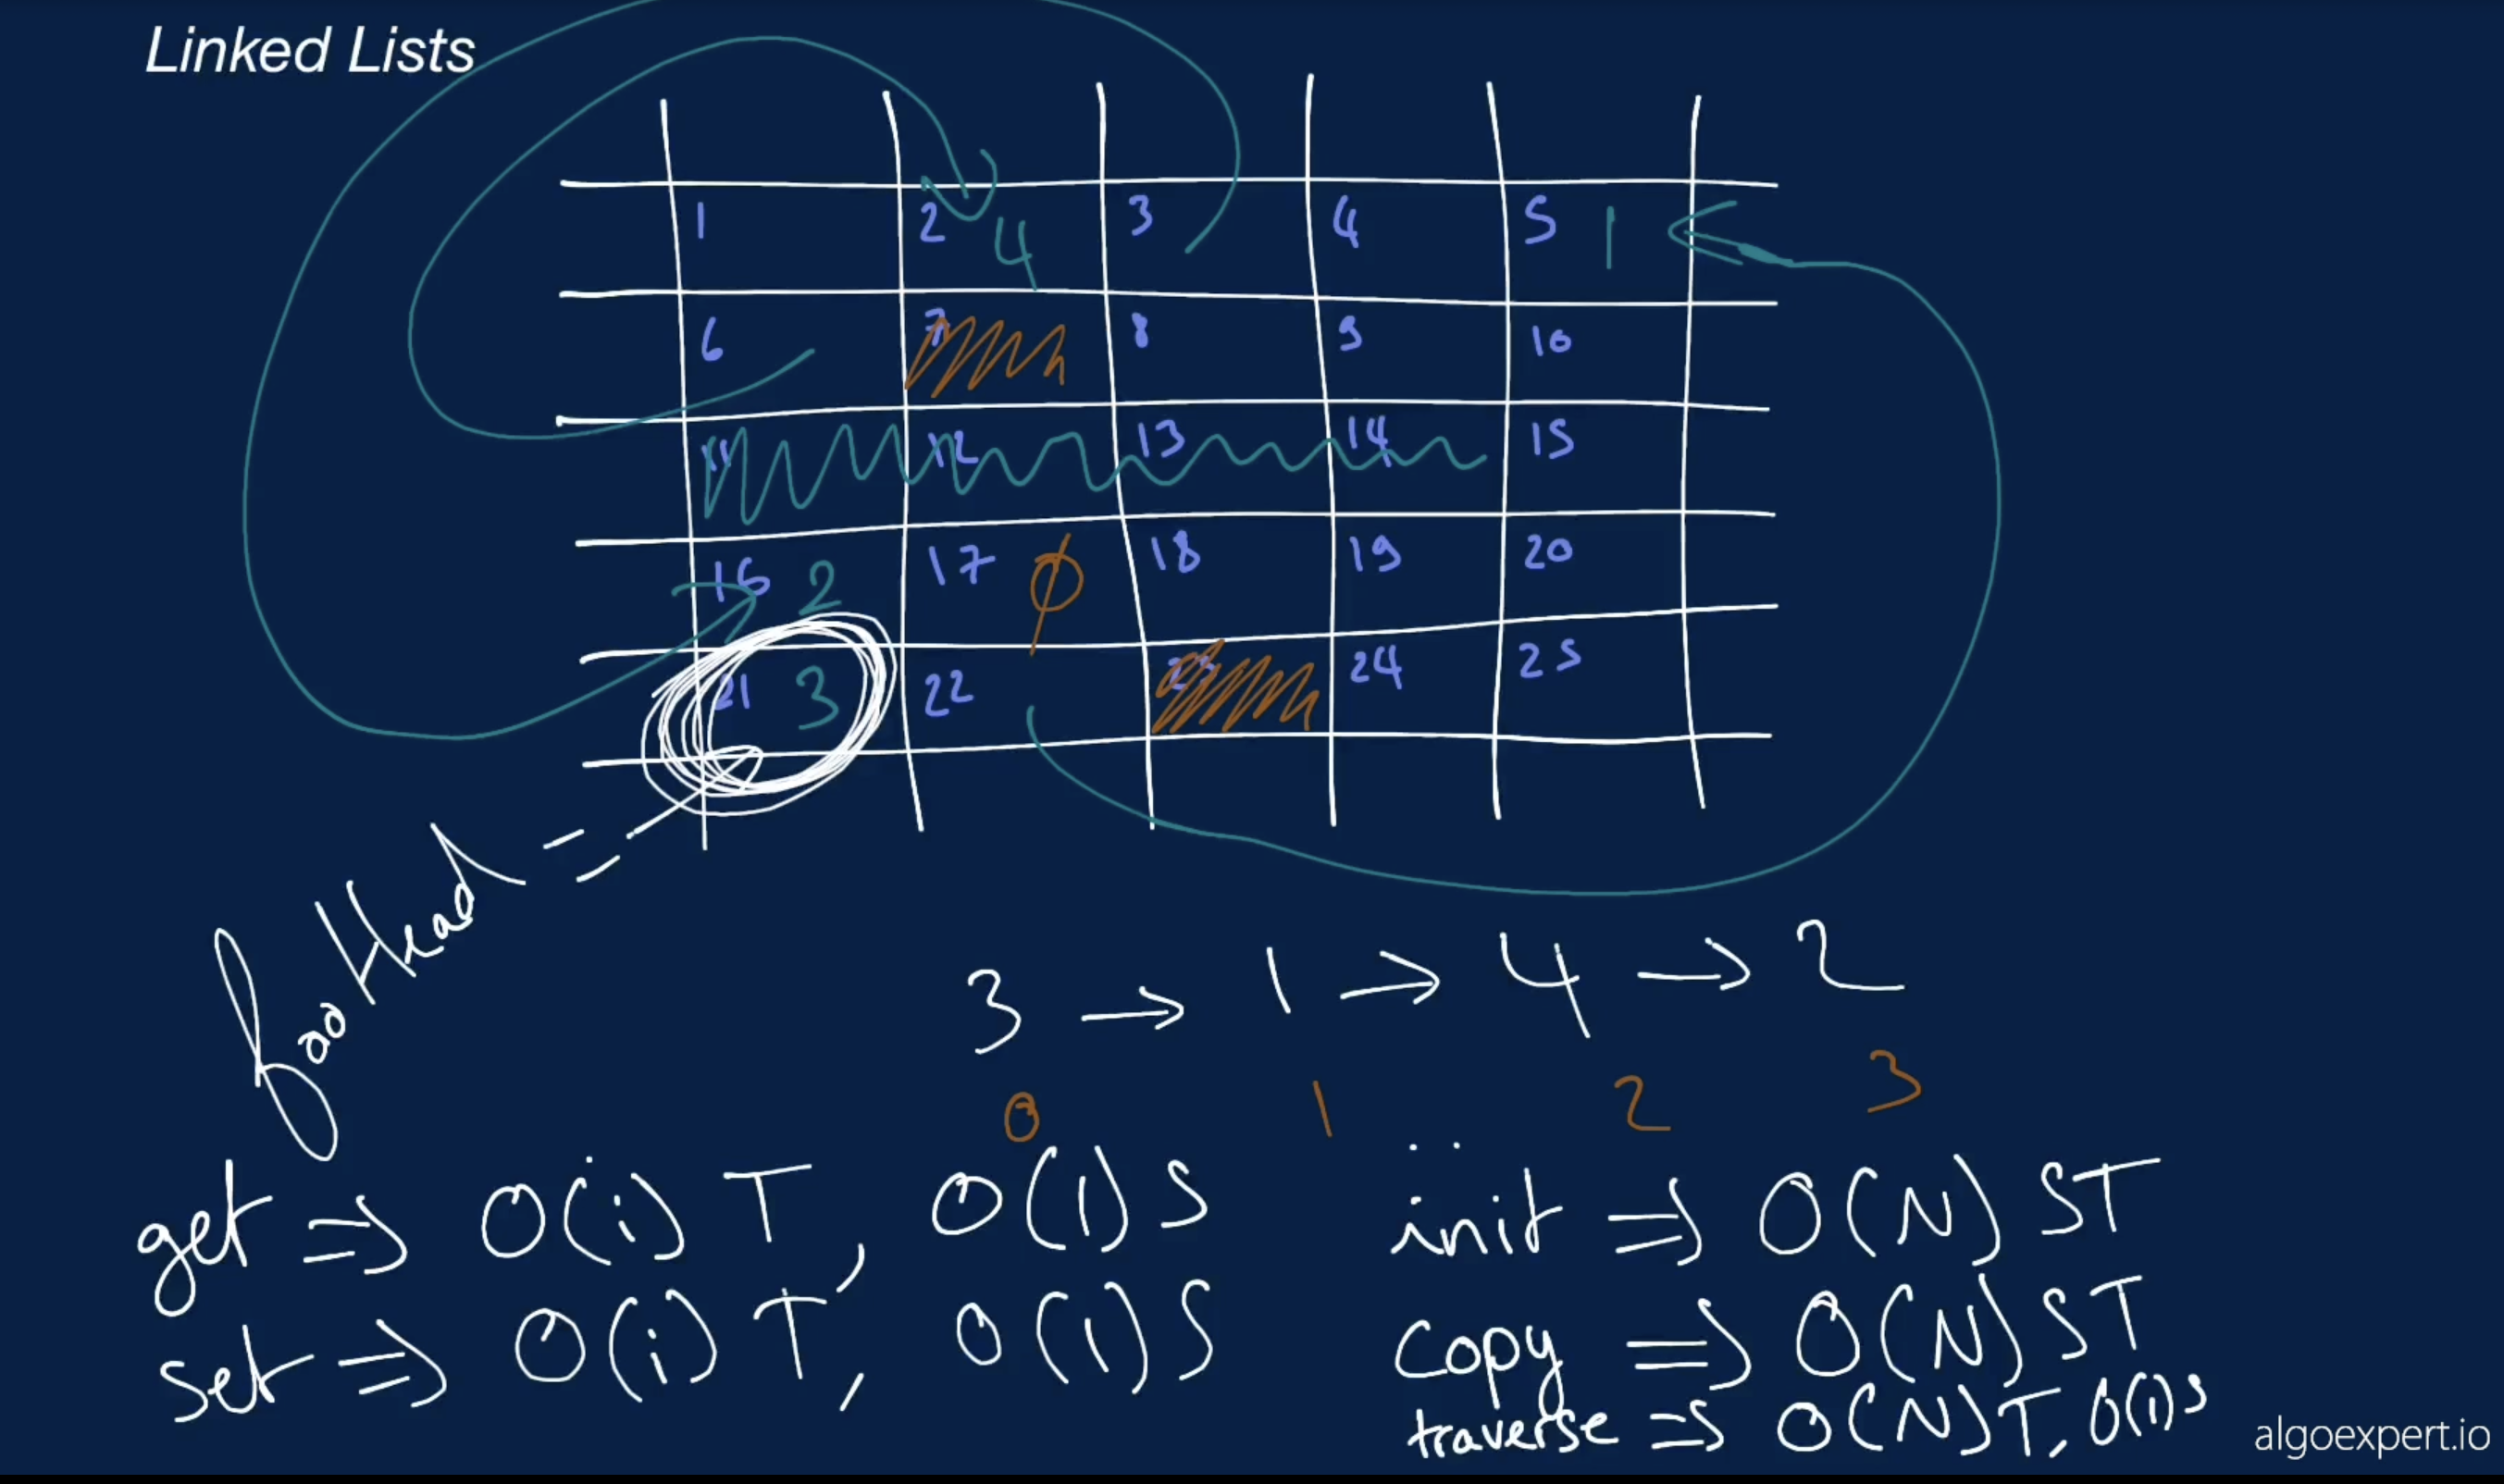 Linked Lists
1 2 4 3 4 5 1
6 7 8 9 10
11 12 13 14 15
16 2 17 φ 18 19 20
21 3 22 23 24 25
fooHead =
3 → 1 → 4 → 2
0 1 2 3
get ⇒ O(i) T, O(1) S
init ⇒ O(N) ST
set ⇒ O(i) T, O(1) S
copy ⇒ O(N) ST
traverse ⇒ O(N) T, O(1) S
algoexpert.io